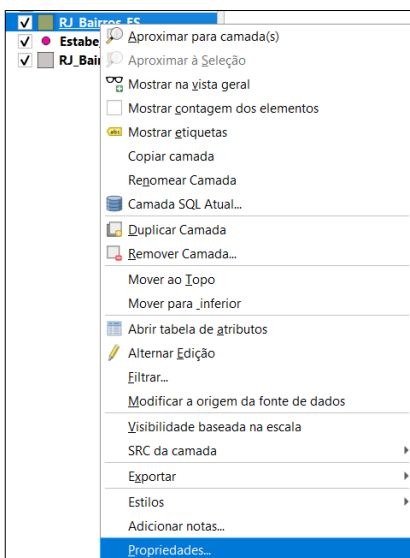 RJ_Bairros_ES
Estabe
RJ_Bair
Aproximar para camada(s)
Aproximar à Seleção
Mostrar na vista geral
Mostrar contagem dos elementos
abc Mostrar etiquetas
Copiar camada
Renomear Camada
Camada SQL Atual...
Duplicar Camada
Remover Camada...
Mover ao Topo
Mover para _inferior
Abrir tabela de atributos
Alternar Edição
Filtrar...
Modificar a origem da fonte de dados
Visibilidade baseada na escala
SRC da camada
Exportar
Estilos
Adicionar notas...
Propriedades...